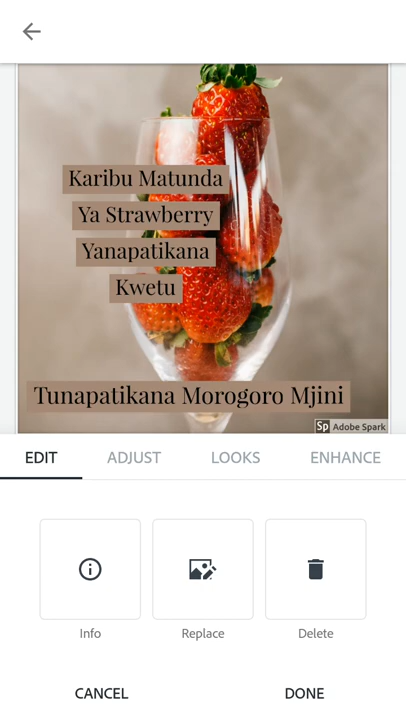 Karibu Matunda
Ya Strawberry
Yanapatikana
Kwetu
Tunapatikana Morogoro Mjini
Sp Adobe Spark
EDIT ADJUST LOOKS ENHANCE
Info Replace Delete
CANCEL DONE